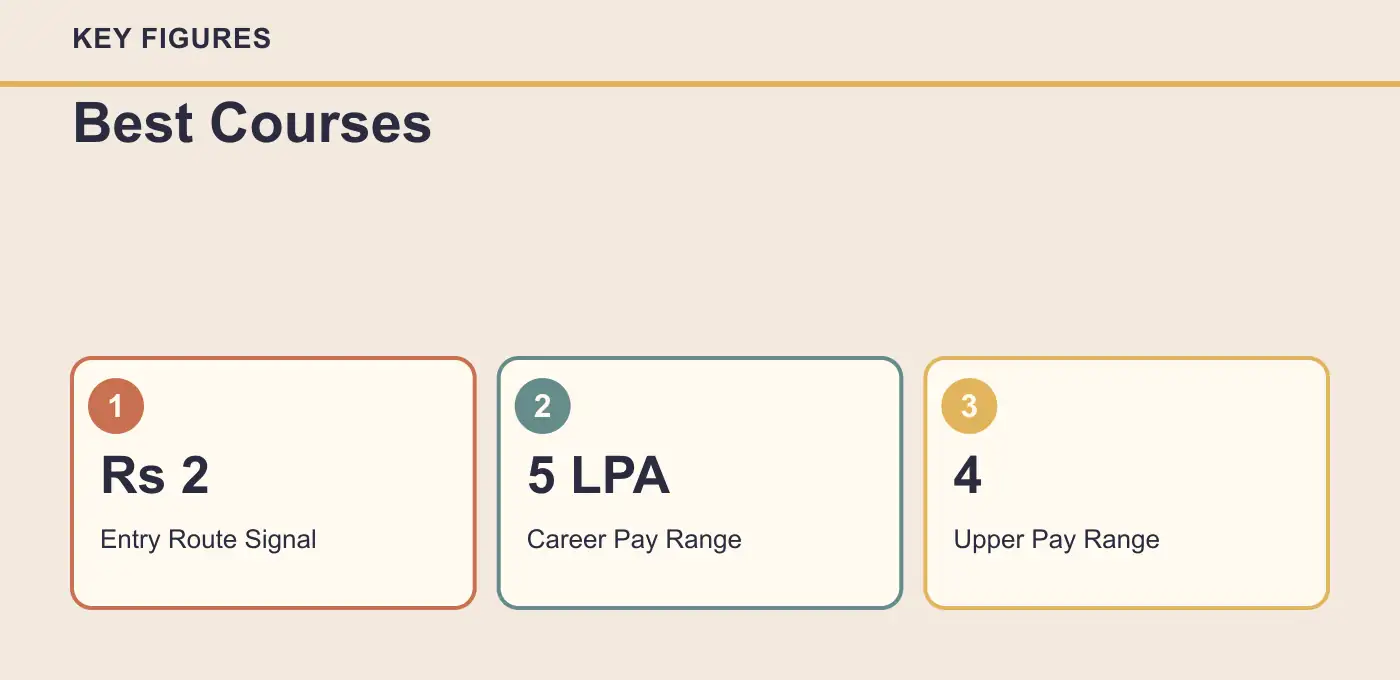 KEY FIGURES
Best Courses
1
Rs 2
Entry Route Signal
2
5 LPA
Career Pay Range
3
4
Upper Pay Range